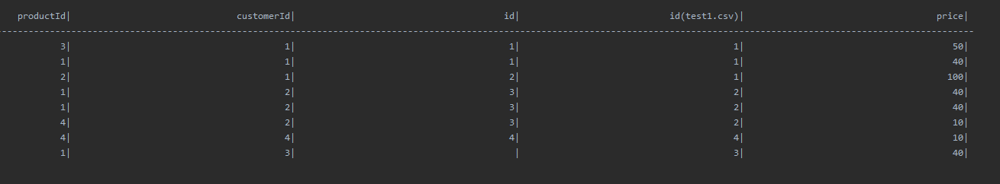 productId| customerId| id| id(test1.csv)| price|
--------------------------------------------------------------------------------------------------------------------------------------------------------------------------------------
3| 1| 1| 1| 50|
1| 1| 1| 1| 40|
2| 1| 2| 1| 100|
1| 2| 3| 2| 40|
1| 2| 3| 2| 40|
4| 2| 3| 2| 10|
4| 4| 4| 4| 10|
1| 3| | 3| 40|